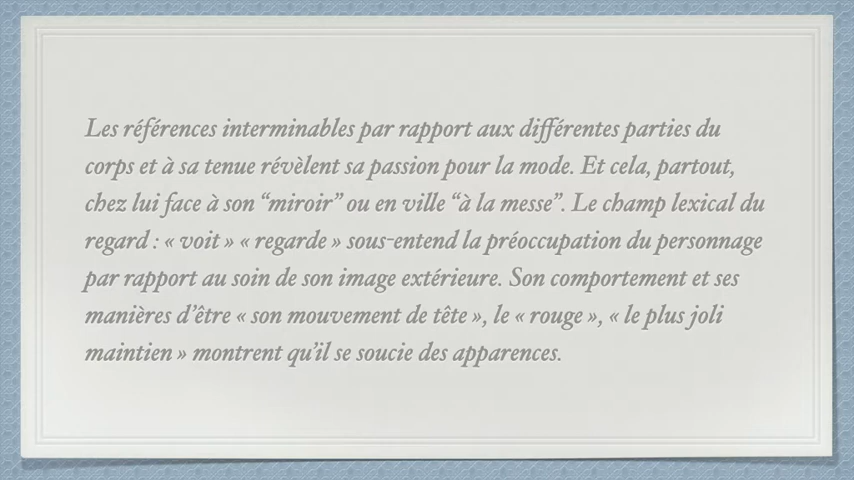 Les références interminables par rapport aux différentes parties du
corps et à sa tenue révèlent sa passion pour la mode. Et cela, partout,
chez lui face à son “miroir” ou en ville “à la messe”. Le champ lexical du
regard : « voit » « regarde » sous-entend la préoccupation du personnage
par rapport au soin de son image extérieure. Son comportement et ses
manières d’être « son mouvement de tête », le « rouge », « le plus joli
maintien » montrent qu’il se soucie des apparences.